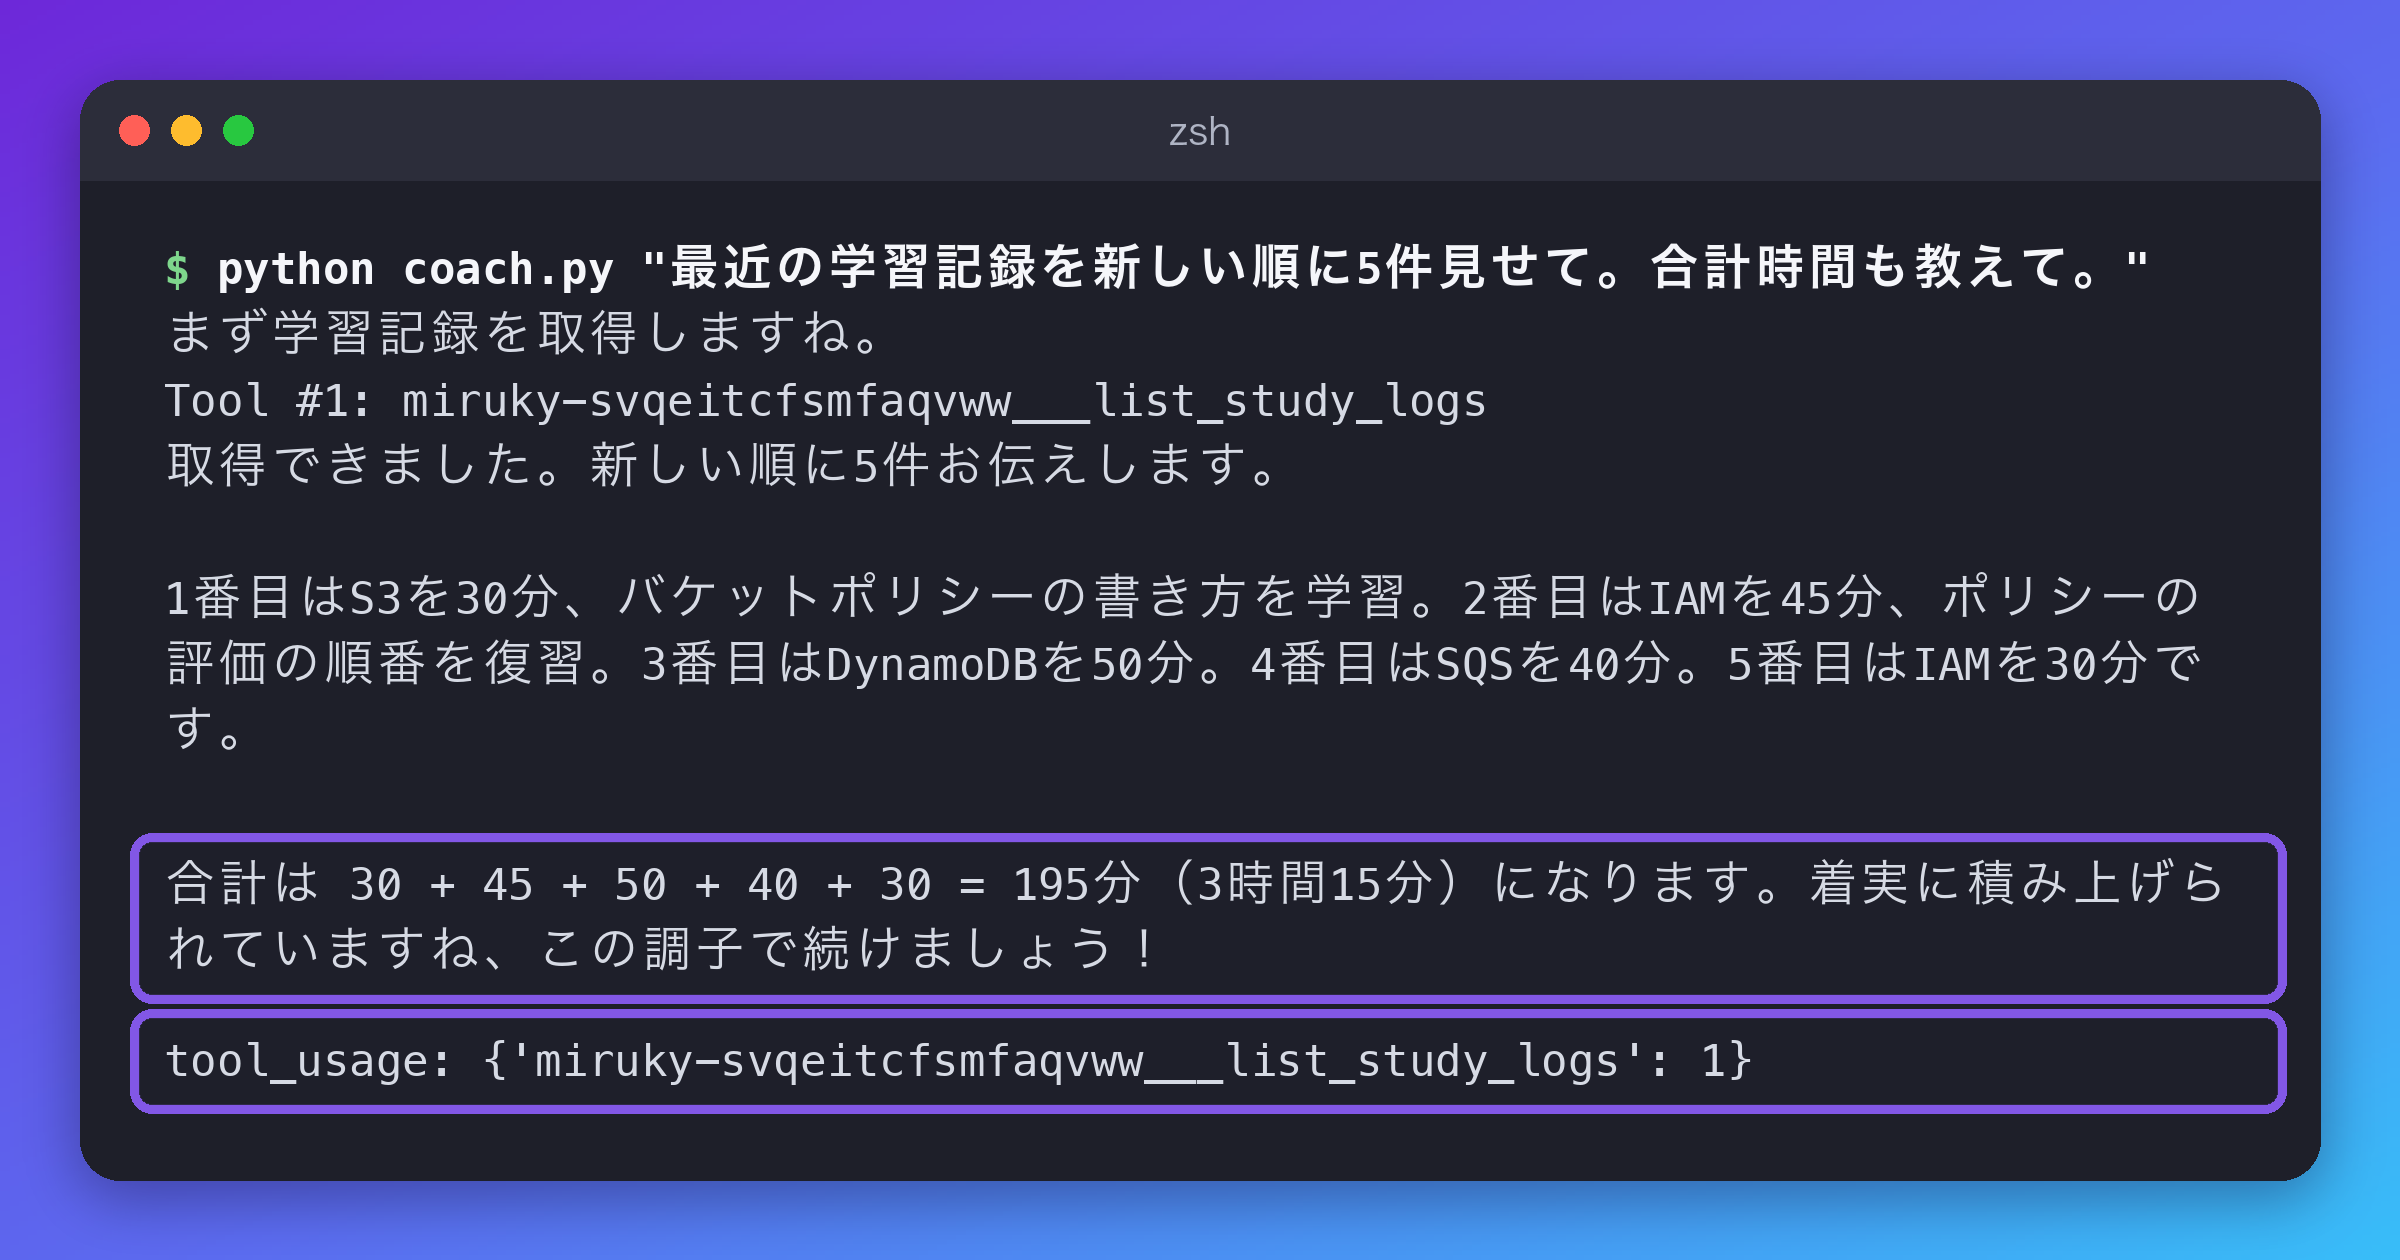 zsh
$ python coach.py "最近の学習記録を新しい順に5件見せて。合計時間も教えて。"
まず学習記録を取得しますね。
Tool #1: miruky-svqeitcfsmfaqvww___list_study_logs
取得できました。新しい順に5件お伝えします。
1番目はS3を30分、バケットポリシーの書き方を学習。2番目はIAMを45分、ポリシーの
評価の順番を復習。3番目はDynamoDBを50分。4番目はSQSを40分。5番目はIAMを30分で
す。
合計は 30 + 45 + 50 + 40 + 30 = 195分（3時間15分）になります。着実に積み上げら
れていますね、この調子で続けましょう！
tool_usage: {'miruky-svqeitcfsmfaqvww___list_study_logs': 1}